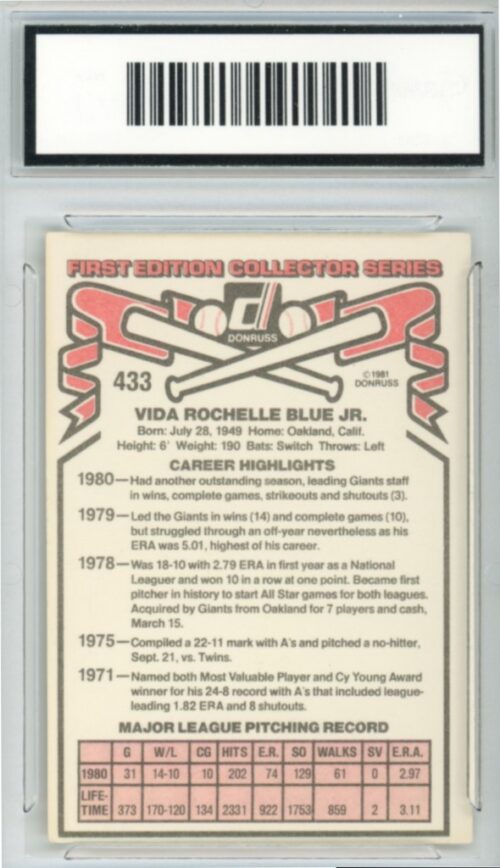 FIRST EDITION COLLECTOR SERIES
d
DONRUSS
433
© 1981
DONRUSS
VIDA ROCHELLE BLUE JR.
Born: July 28, 1949 Home: Oakland, Calif.
Height: 6' Weight: 190 Bats: Switch Throws: Left
CAREER HIGHLIGHTS
1980—Had another outstanding season, leading Giants staff
in wins, complete games, strikeouts and shutouts (3).
1979—Led the Giants in wins (14) and complete games (10),
but struggled through an off-year nevertheless as his
ERA was 5.01, highest of his career.
1978—Was 18-10 with 2.79 ERA in first year as a National
Leaguer and won 10 in a row at one point. Became first
pitcher in history to start All Star games for both leagues.
Acquired by Giants from Oakland for 7 players and cash,
March 15.
1975—Compiled a 22-11 mark with A's and pitched a no-hitter,
Sept. 21, vs. Twins.
1971—Named both Most Valuable Player and Cy Young Award
winner for his 24-8 record with A's that included league-
leading 1.82 ERA and 8 shutouts.
MAJOR LEAGUE PITCHING RECORD
G W/L CG HITS E.R. SO WALKS SV E.R.A.
1980 31 14-10 10 202 74 129 61 0 2.97
LIFE-
TIME 373 170-120 134 2331 922 1753 859 2 3.11